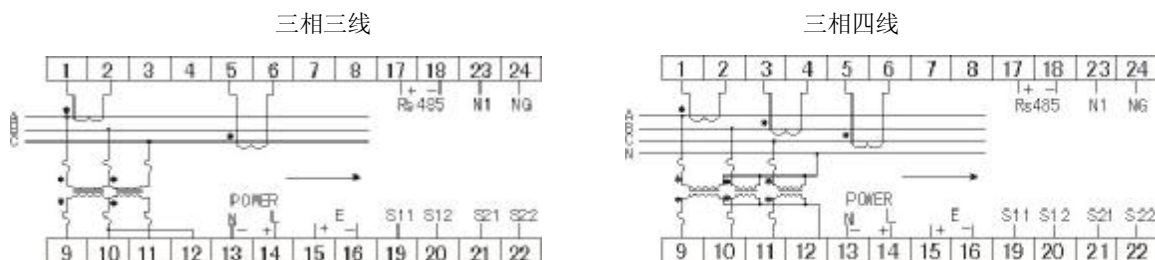 三相三线
三相四线
1 2 3 4 5 6 7 8 17 18 23 24
+ −
Rs485 N1 NG
A
B
C
POWER
N L E S11 S12 S21 S22
− + + −
9 10 11 12 13 14 15 16 19 20 21 22
1 2 3 4 5 6 7 8 17 18 23 24
+ −
Rs485 N1 NG
A
B
C
N
POWER
N L E S11 S12 S21 S22
− + + −
9 10 11 12 13 14 15 16 19 20 21 22